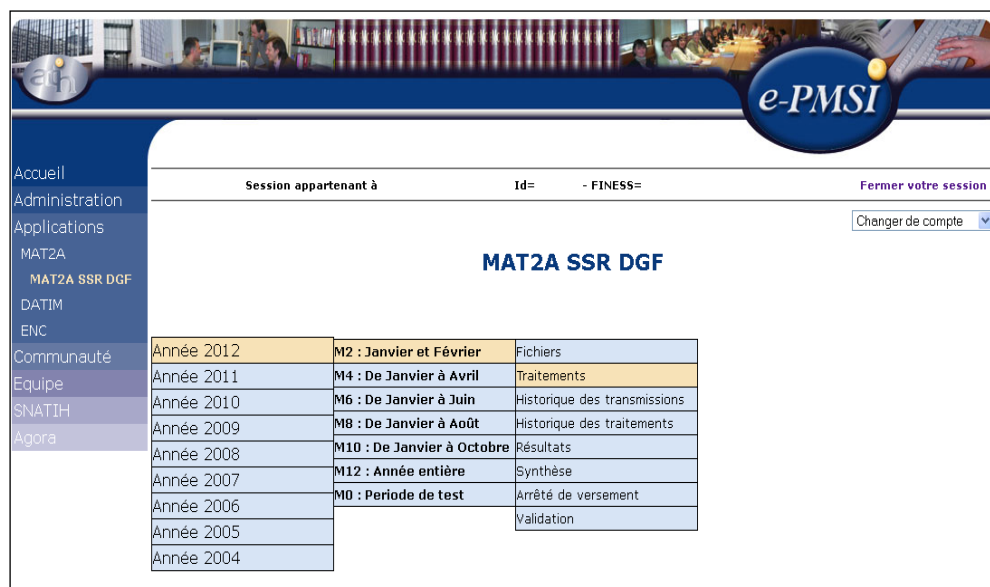 atih
e-PMSI
Accueil
Administration
Applications
MAT2A
MAT2A SSR DGF
DATIM
ENC
Communauté
Equipe
SNATIH
Agora
Session appartenant à Id= - FINESS=
Fermer votre session
Changer de compte
MAT2A SSR DGF
Année 2012
Année 2011
Année 2010
Année 2009
Année 2008
Année 2007
Année 2006
Année 2005
Année 2004
M2 : Janvier et Février
M4 : De Janvier à Avril
M6 : De Janvier à Juin
M8 : De Janvier à Août
M10 : De Janvier à Octobre
M12 : Année entière
M0 : Periode de test
Fichiers
Traitements
Historique des transmissions
Historique des traitements
Résultats
Synthèse
Arrêté de versement
Validation